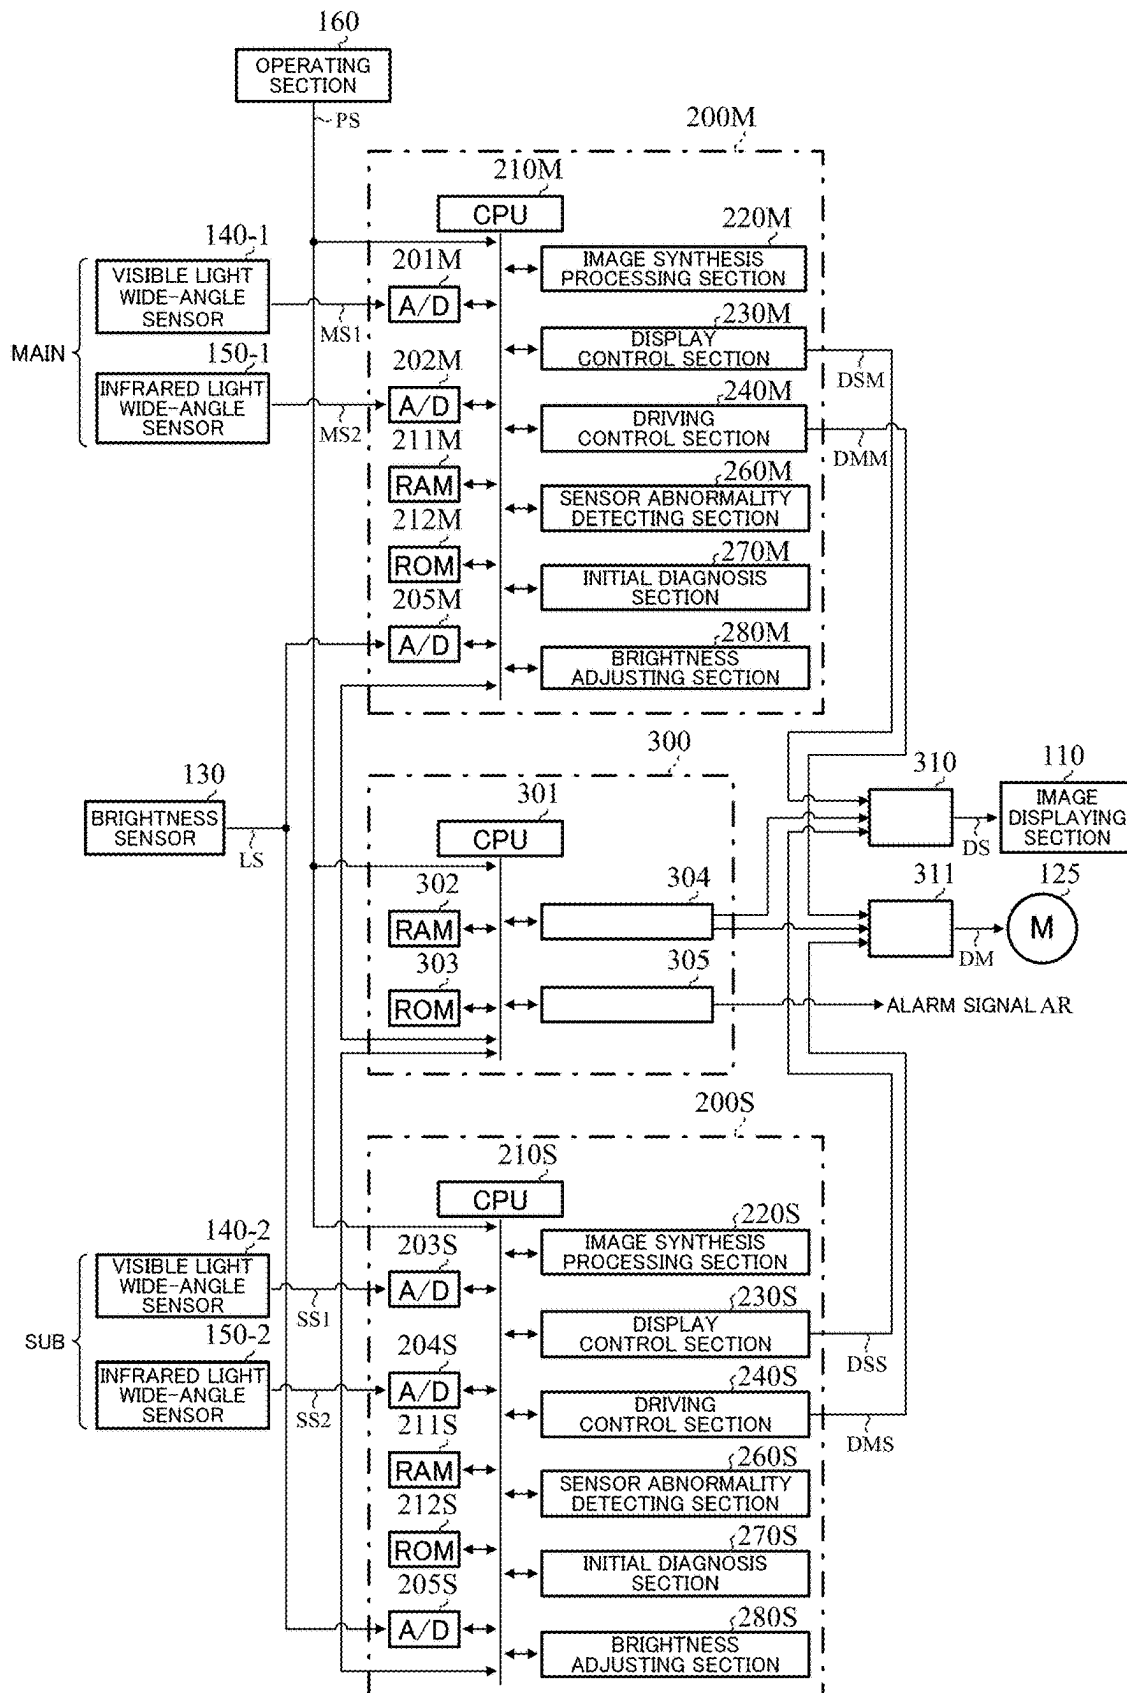 160
OPERATING
SECTION
PS
200M
210M
CPU
220M
IMAGE SYNTHESIS
PROCESSING SECTION
140-1
VISIBLE LIGHT
WIDE-ANGLE
SENSOR
MS1
201M
A/D
230M
DISPLAY
CONTROL SECTION
DSM
MAIN
150-1
INFRARED LIGHT
WIDE-ANGLE
SENSOR
MS2
202M
A/D
240M
DRIVING
CONTROL SECTION
DMM
211M
RAM
260M
SENSOR ABNORMALITY
DETECTING SECTION
212M
ROM
270M
INITIAL DIAGNOSIS
SECTION
205M
A/D
280M
BRIGHTNESS
ADJUSTING SECTION
130
BRIGHTNESS
SENSOR
LS
300
301
CPU
302
RAM
303
ROM
304
305
310
DS
110
IMAGE
DISPLAYING
SECTION
311
DM
125
M
ALARM SIGNAL AR
200S
210S
CPU
220S
IMAGE SYNTHESIS
PROCESSING SECTION
140-2
VISIBLE LIGHT
WIDE-ANGLE
SENSOR
SS1
203S
A/D
230S
DISPLAY
CONTROL SECTION
DSS
SUB
150-2
INFRARED LIGHT
WIDE-ANGLE
SENSOR
SS2
204S
A/D
240S
DRIVING
CONTROL SECTION
DMS
211S
RAM
260S
SENSOR ABNORMALITY
DETECTING SECTION
212S
ROM
270S
INITIAL DIAGNOSIS
SECTION
205S
A/D
280S
BRIGHTNESS
ADJUSTING SECTION